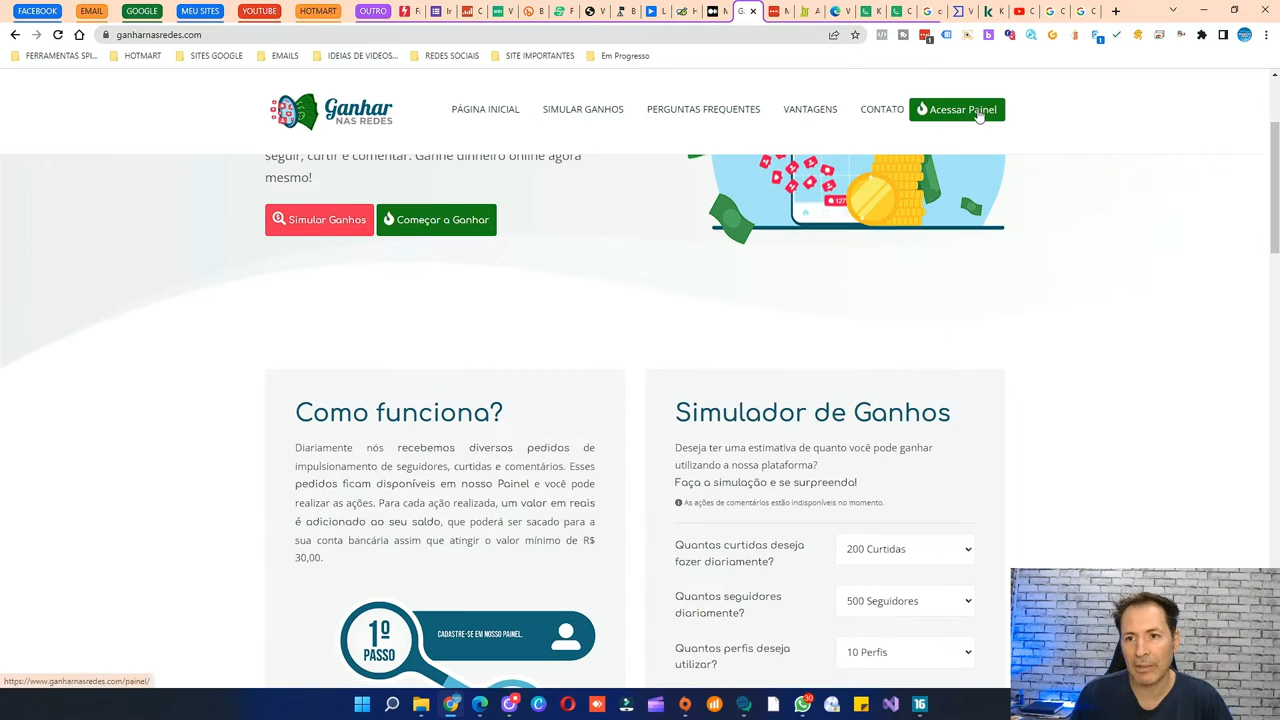 FACEBOOK EMAIL GOOGLE MEU SITES YOUTUBE HOTMART OUTRO
ganharnasredes.com
FERRAMENTAS SPI... HOTMART SITES GOOGLE EMAILS IDEIAS DE VIDEOS... REDES SOCIAIS SITE IMPORTANTES Em Progresso
Ganhar
NAS REDES
PÁGINA INICIAL SIMULAR GANHOS PERGUNTAS FREQUENTES VANTAGENS CONTATO Acessar Painel
seguir, curtir e comentar. Ganhe dinheiro online agora
mesmo!
Simular Ganhos Começar a Ganhar
Como funciona?
Diariamente nós recebemos diversos pedidos de
impulsionamento de seguidores, curtidas e comentários. Esses
pedidos ficam disponíveis em nosso Painel e você pode
realizar as ações. Para cada ação realizada, um valor em reais
é adicionado ao seu saldo, que poderá ser sacado para a
sua conta bancária assim que atingir o valor mínimo de R$
30,00.
1º
PASSO
CADASTRE-SE EM NOSSO PAINEL.
Simulador de Ganhos
Deseja ter uma estimativa de quanto você pode ganhar
utilizando a nossa plataforma?
Faça a simulação e se surpreenda!
As ações de comentários estão indisponíveis no momento.
Quantas curtidas deseja
fazer diariamente?
200 Curtidas
Quantos seguidores
diariamente?
500 Seguidores
Quantos perfis deseja
utilizar?
10 Perfis
https://www.ganharnasredes.com/painel/